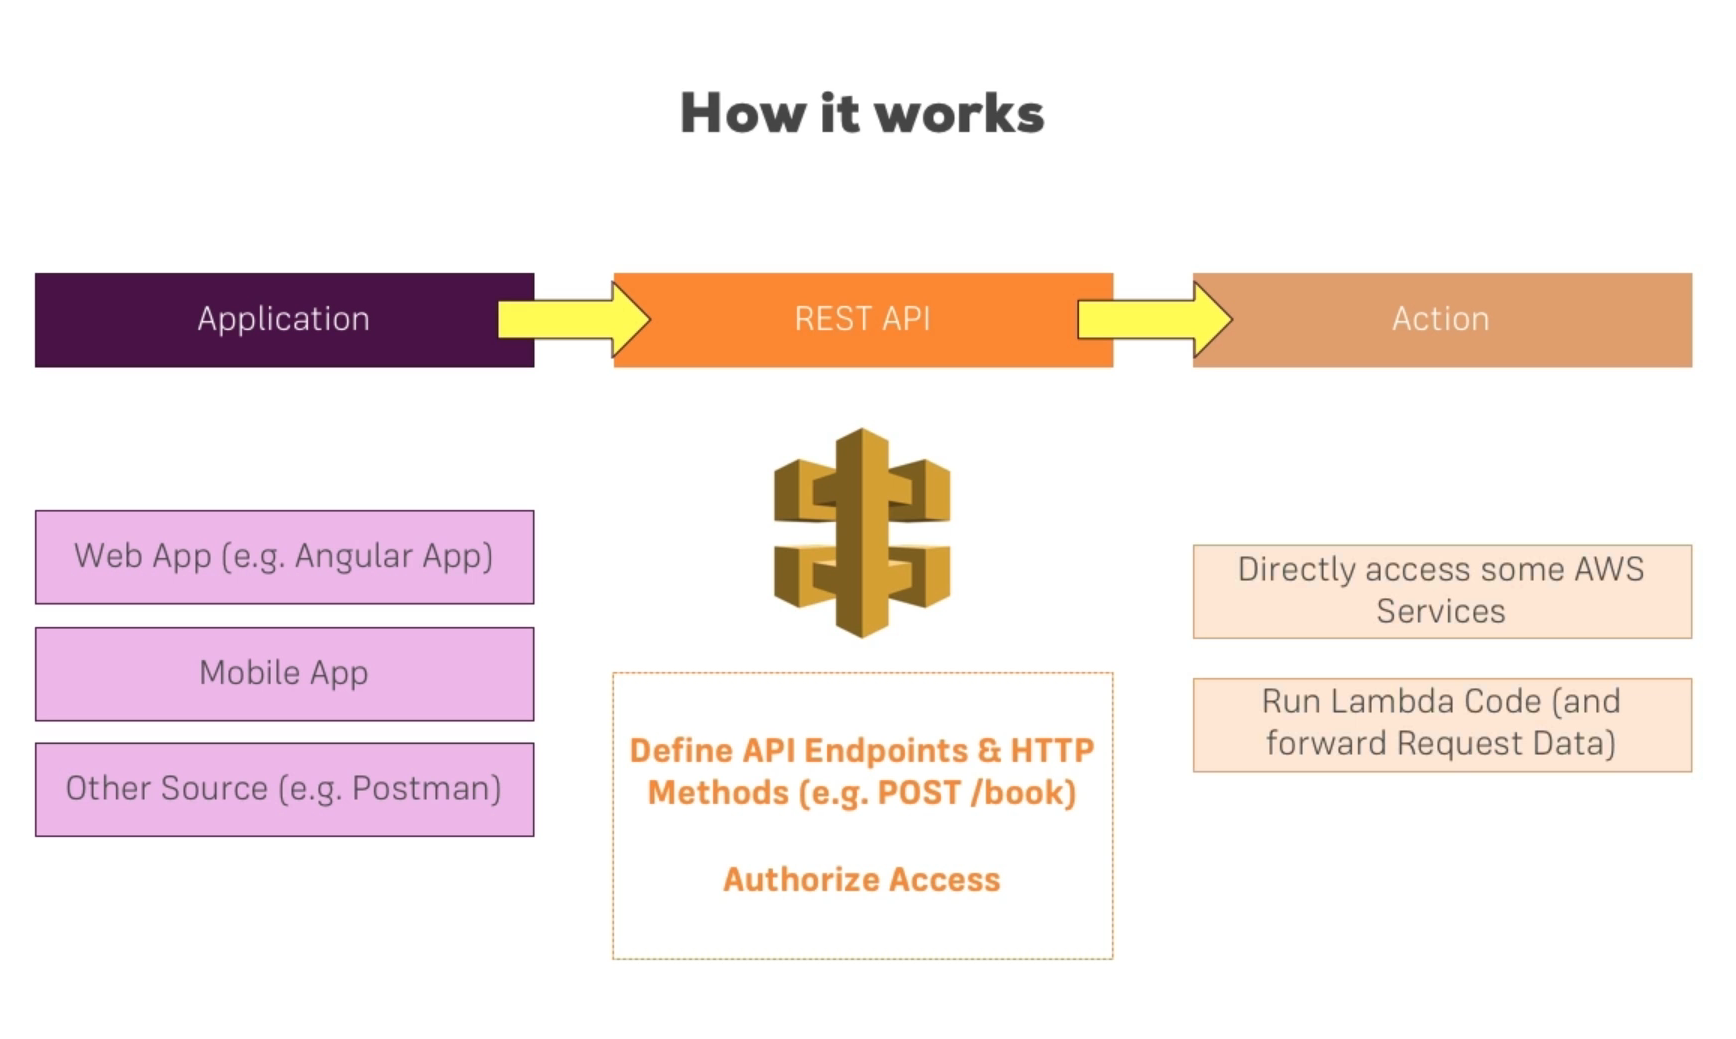 How it works
Application
REST API
Action
Web App (e.g. Angular App)
Mobile App
Other Source (e.g. Postman)
Define API Endpoints & HTTP
Methods (e.g. POST /book)
Authorize Access
Directly access some AWS
Services
Run Lambda Code (and
forward Request Data)